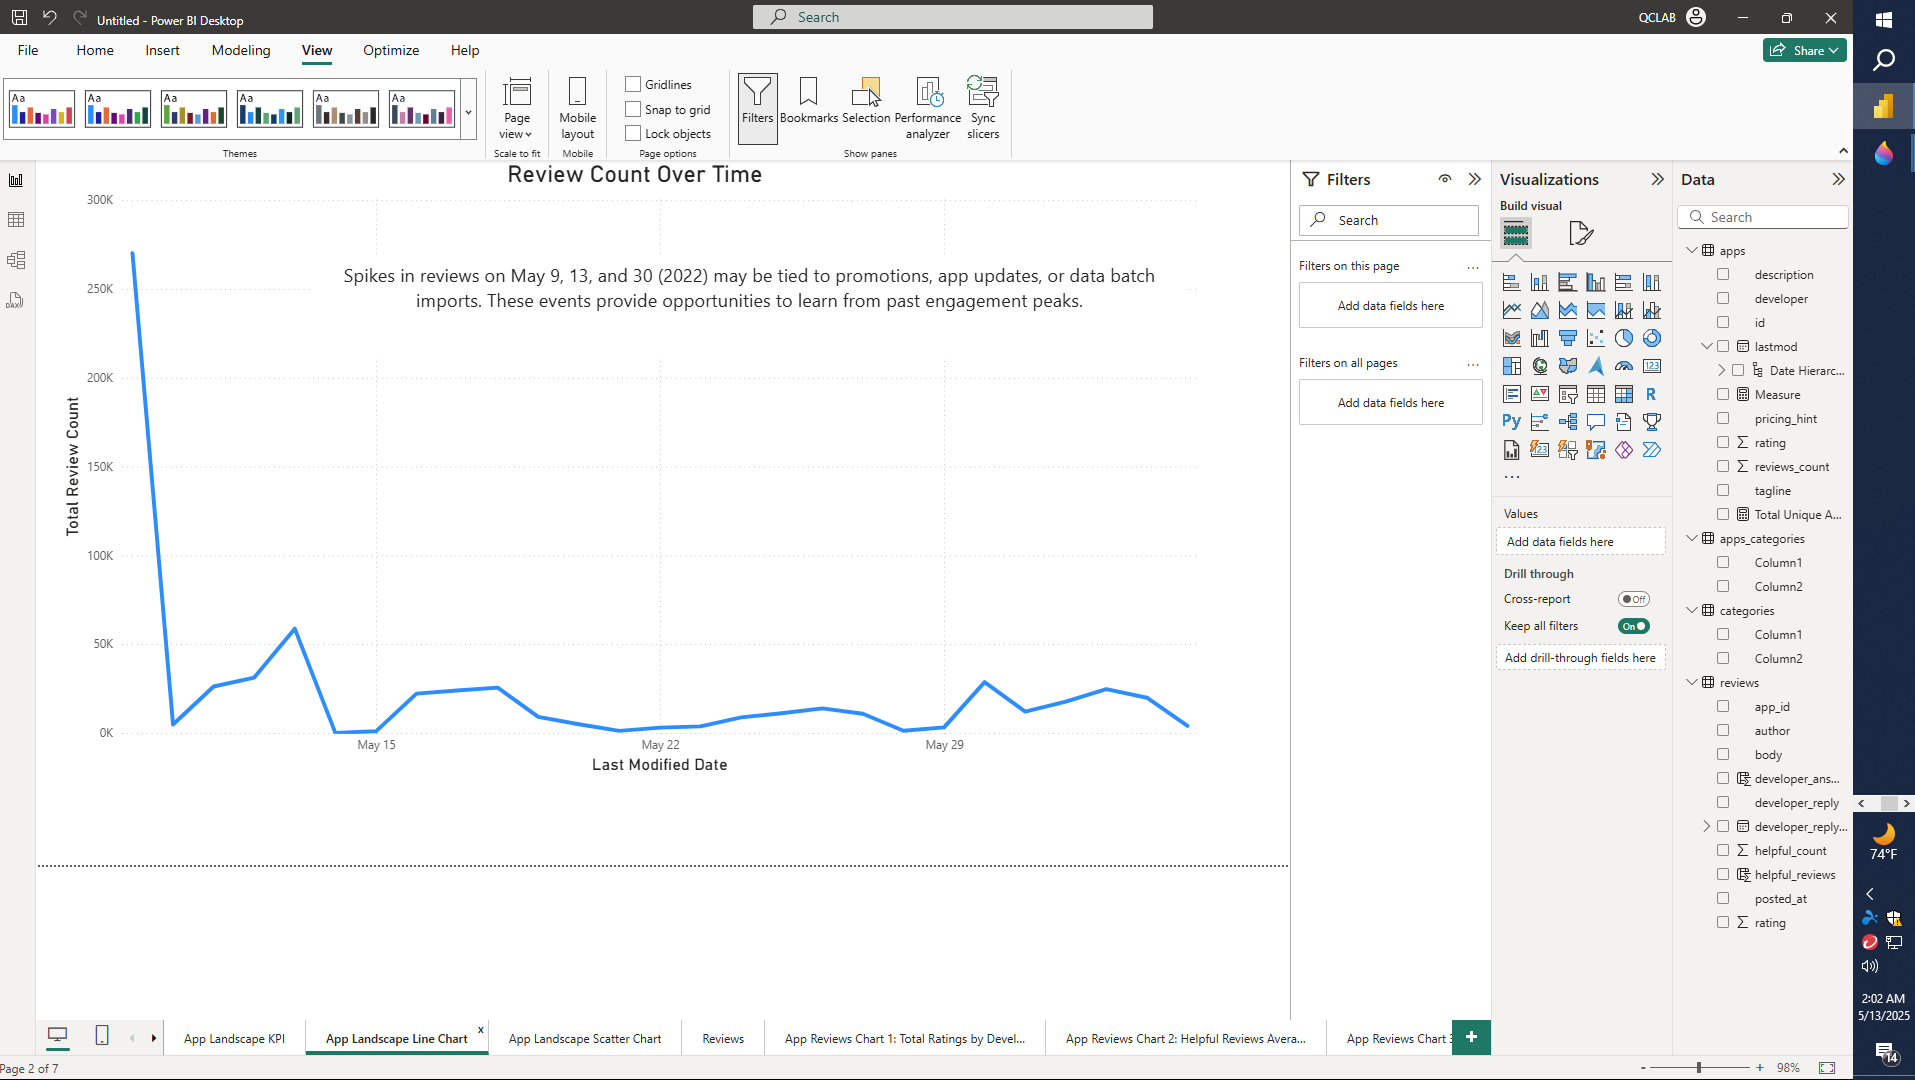 Untitled - Power BI Desktop
Search
QCLAB
File
Home
Insert
Modeling
View
Optimize
Help
Share
Aa
Aa
Aa
Aa
Aa
Aa
Page
view
Mobile
layout
Gridlines
Snap to grid
Lock objects
Filters
Bookmarks
Selection
Performance
analyzer
Sync
slicers
Themes
Scale to fit
Mobile
Page options
Show panes
Review Count Over Time
300K
250K
200K
150K
100K
50K
0K
Total Review Count
Spikes in reviews on May 9, 13, and 30 (2022) may be tied to promotions, app updates, or data batch
imports. These events provide opportunities to learn from past engagement peaks.
May 15
May 22
May 29
Last Modified Date
Filters
Search
Filters on this page
...
Add data fields here
Filters on all pages
...
Add data fields here
Visualizations
Build visual
123
R
Py
123
...
Values
Add data fields here
Drill through
Cross-report
Off
Keep all filters
On
Add drill-through fields here
Data
Search
apps
description
developer
id
lastmod
Date Hierarc...
Measure
pricing_hint
rating
reviews_count
tagline
Total Unique A...
apps_categories
Column1
Column2
categories
Column1
Column2
reviews
app_id
author
body
developer_ans...
developer_reply
developer_reply...
helpful_count
helpful_reviews
posted_at
rating
DAX
App Landscape KPI
App Landscape Line Chart
x
App Landscape Scatter Chart
Reviews
App Reviews Chart 1: Total Ratings by Devel...
App Reviews Chart 2: Helpful Reviews Avera...
App Reviews Chart 3
+
Page 2 of 7
-
+
98%
74°F
2:02 AM
5/13/2025
14